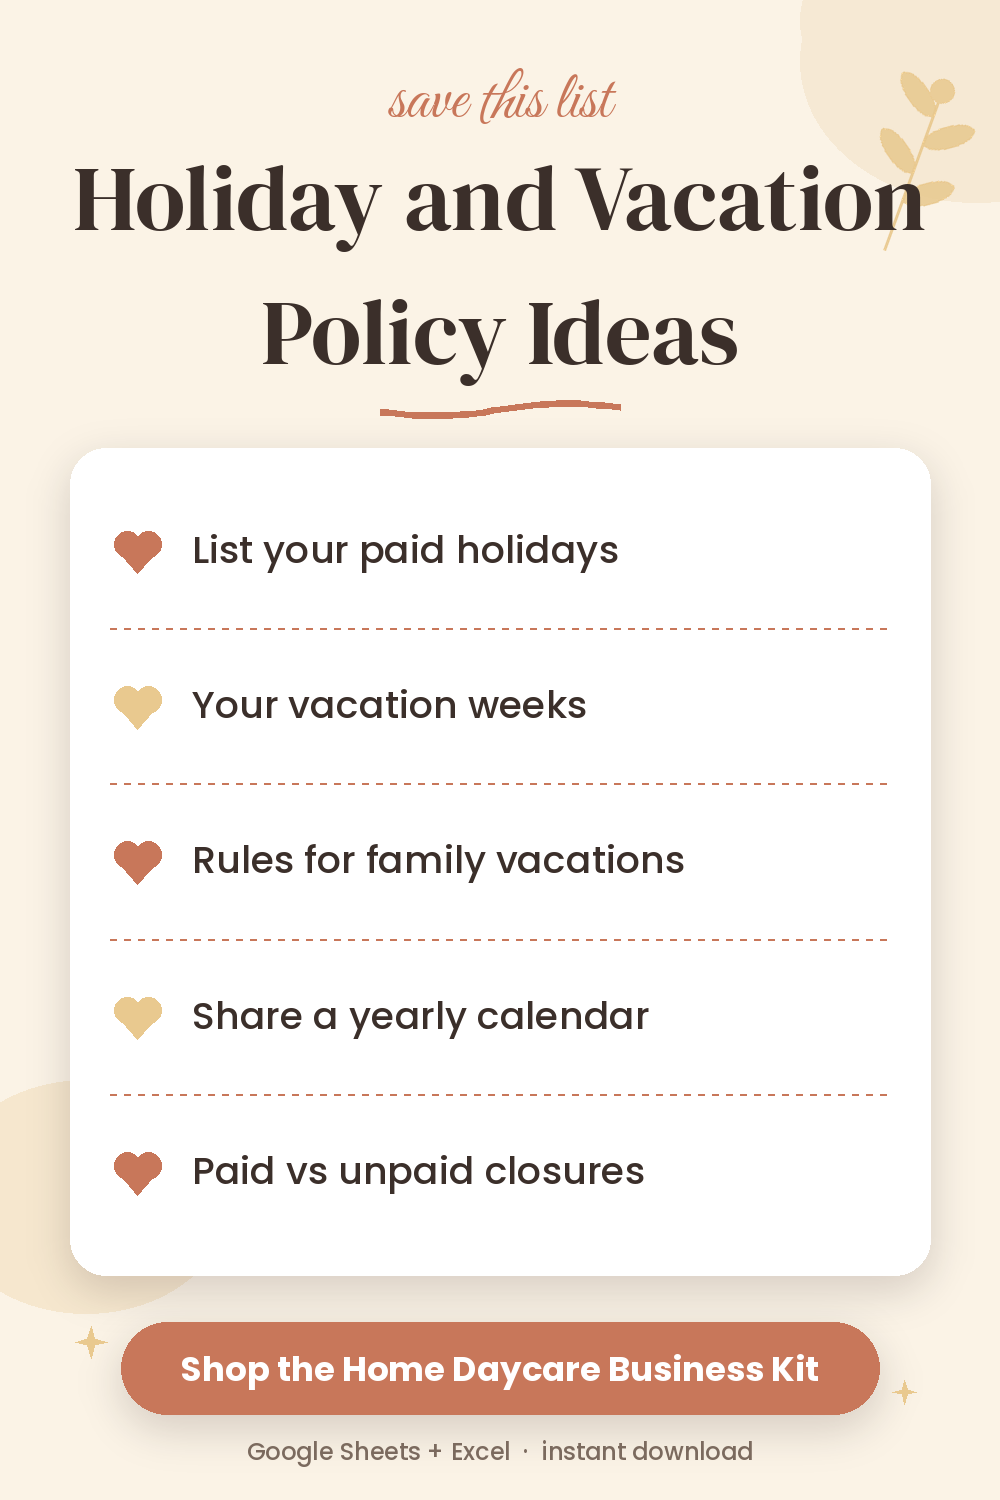 save this list
Holiday and Vacation
Policy Ideas
List your paid holidays
Your vacation weeks
Rules for family vacations
Share a yearly calendar
Paid vs unpaid closures
Shop the Home Daycare Business Kit
Google Sheets + Excel · instant download